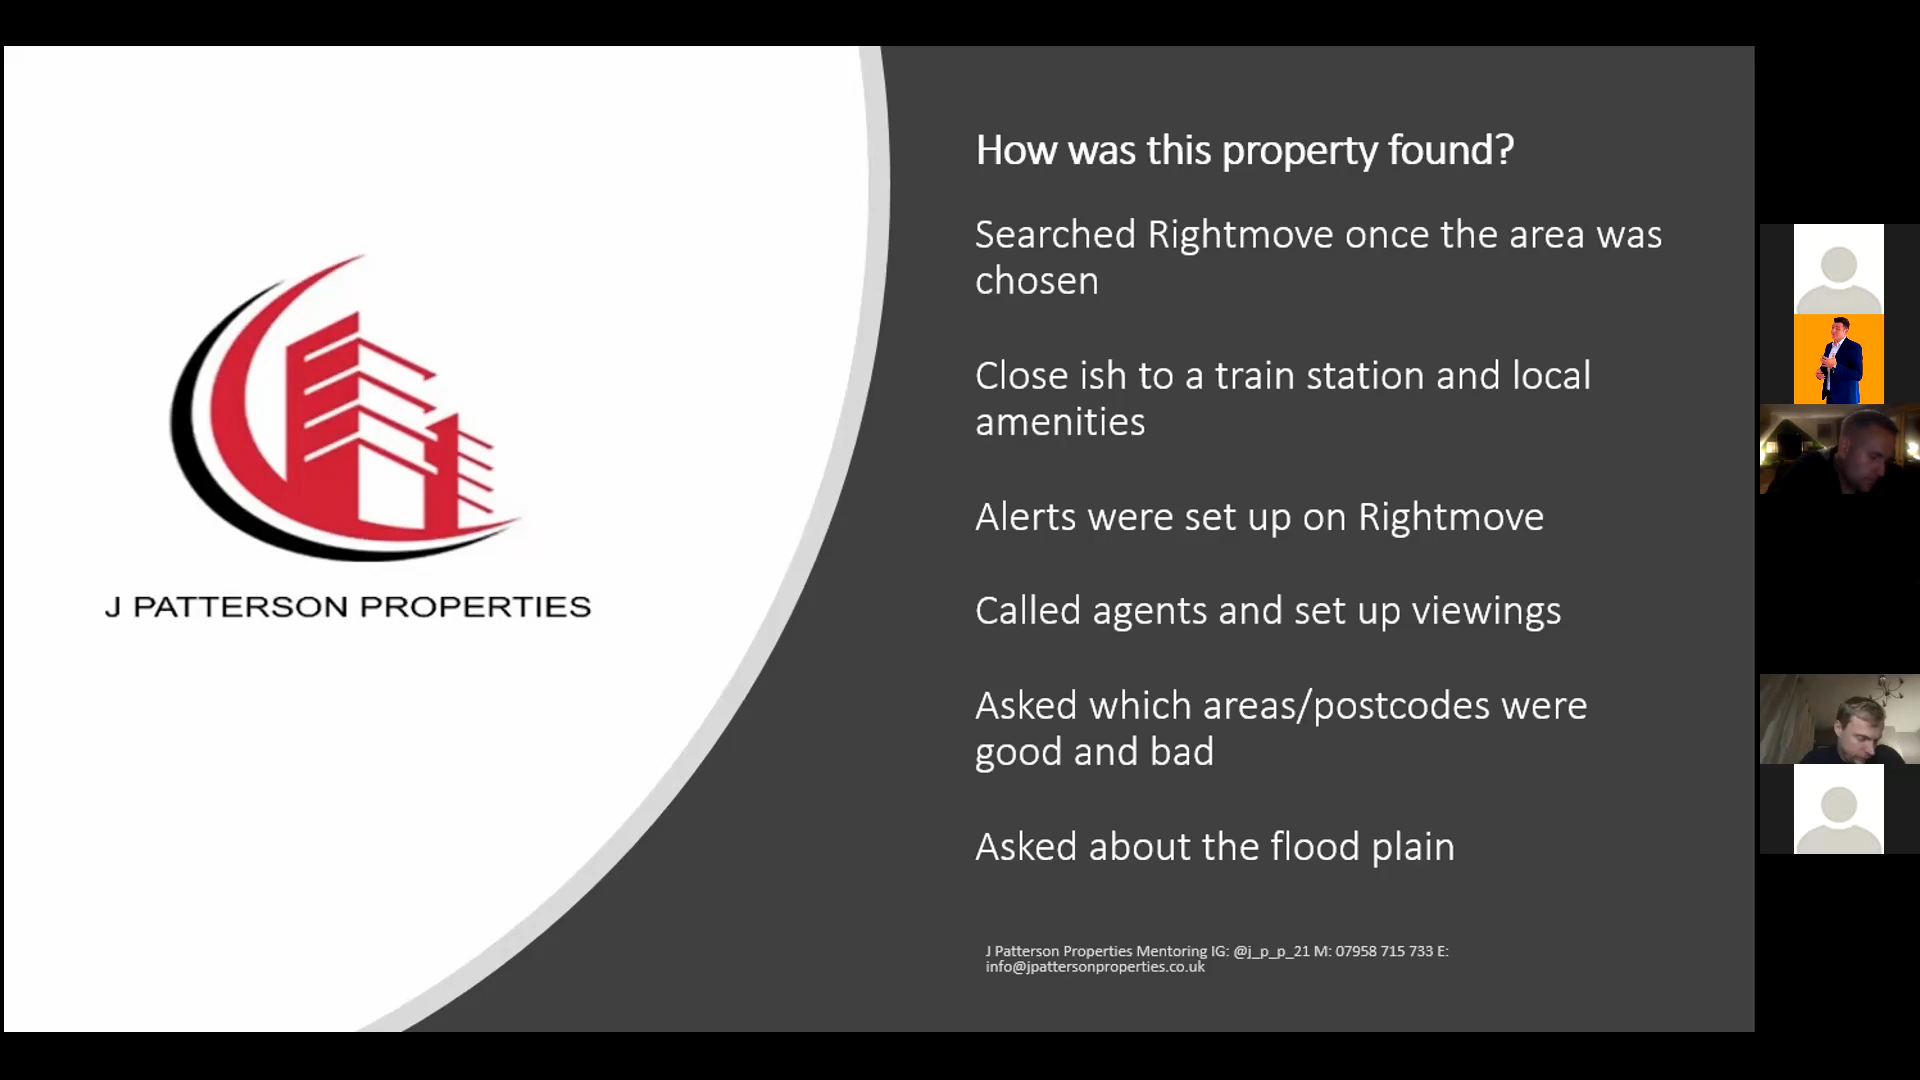 How was this property found?
Searched Rightmove once the area was
chosen
Close ish to a train station and local
amenities
Alerts were set up on Rightmove
Called agents and set up viewings
Asked which areas/postcodes were
good and bad
Asked about the flood plain
J PATTERSON PROPERTIES
J Patterson Properties Mentoring IG: @j_p_p_21 M: 07958 715 733 E:
info@jpattersonproperties.co.uk